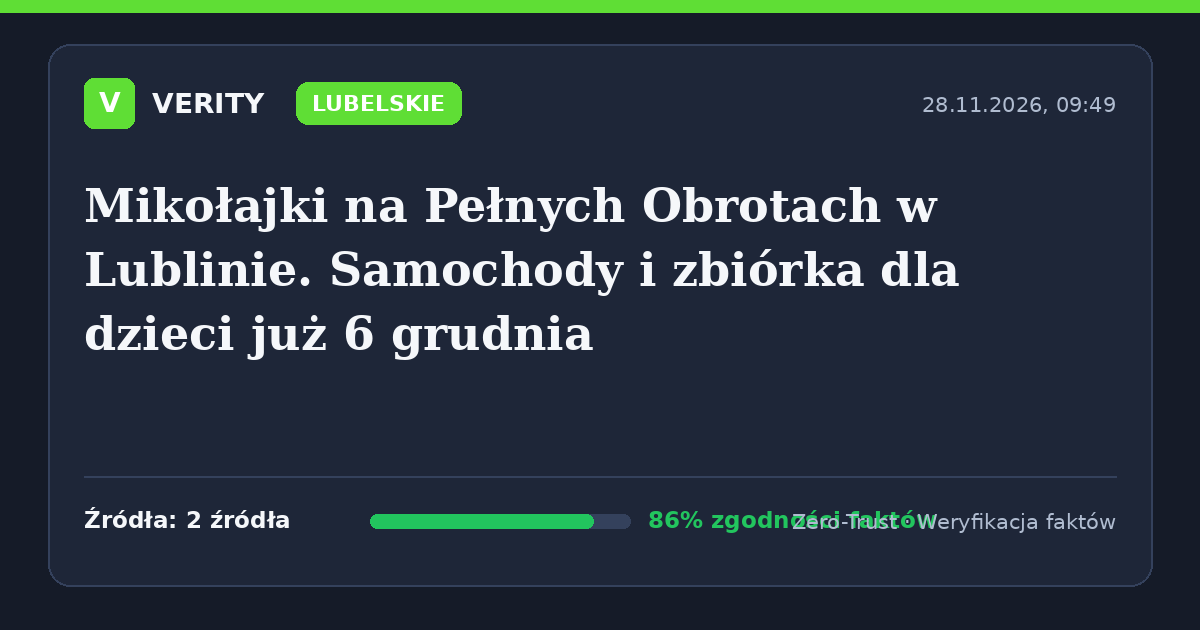 V VERITY LUBELSKIE 28.11.2026, 09:49
Mikołajki na Pełnych Obrotach w
Lublinie. Samochody i zbiórka dla
dzieci już 6 grudnia
Źródła: 2 źródła 86% zgodności faktów Zero-Trust · Weryfikacja faktów